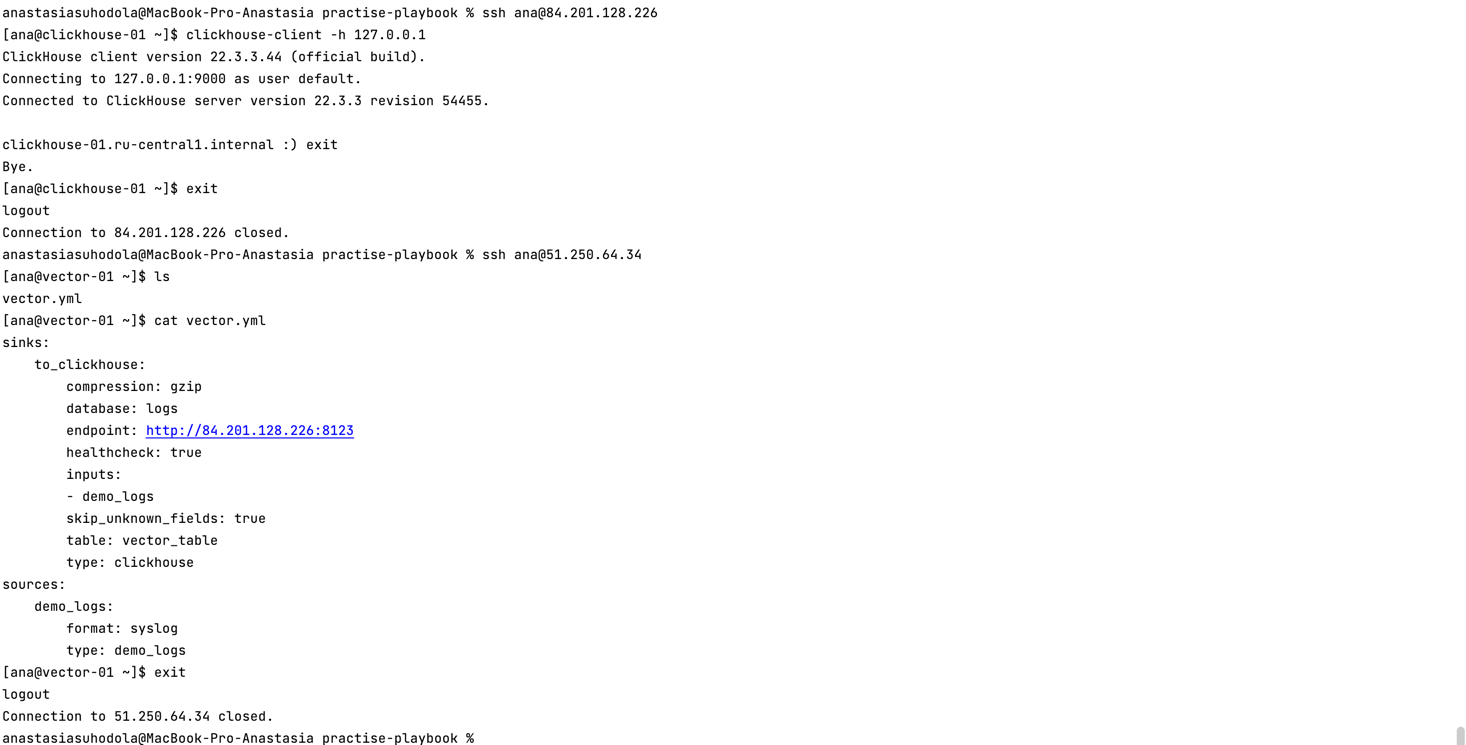 anastasiasuhodola@MacBook-Pro-Anastasia practise-playbook % ssh ana@84.201.128.226
[ana@clickhouse-01 ~]$ clickhouse-client -h 127.0.0.1
ClickHouse client version 22.3.3.44 (official build).
Connecting to 127.0.0.1:9000 as user default.
Connected to ClickHouse server version 22.3.3 revision 54455.

clickhouse-01.ru-central1.internal :) exit
Bye.
[ana@clickhouse-01 ~]$ exit
logout
Connection to 84.201.128.226 closed.
anastasiasuhodola@MacBook-Pro-Anastasia practise-playbook % ssh ana@51.250.64.34
[ana@vector-01 ~]$ ls
vector.yml
[ana@vector-01 ~]$ cat vector.yml
sinks:
    to_clickhouse:
        compression: gzip
        database: logs
        endpoint: http://84.201.128.226:8123
        healthcheck: true
        inputs:
        - demo_logs
        skip_unknown_fields: true
        table: vector_table
        type: clickhouse
sources:
    demo_logs:
        format: syslog
        type: demo_logs
[ana@vector-01 ~]$ exit
logout
Connection to 51.250.64.34 closed.
anastasiasuhodola@MacBook-Pro-Anastasia practise-playbook %